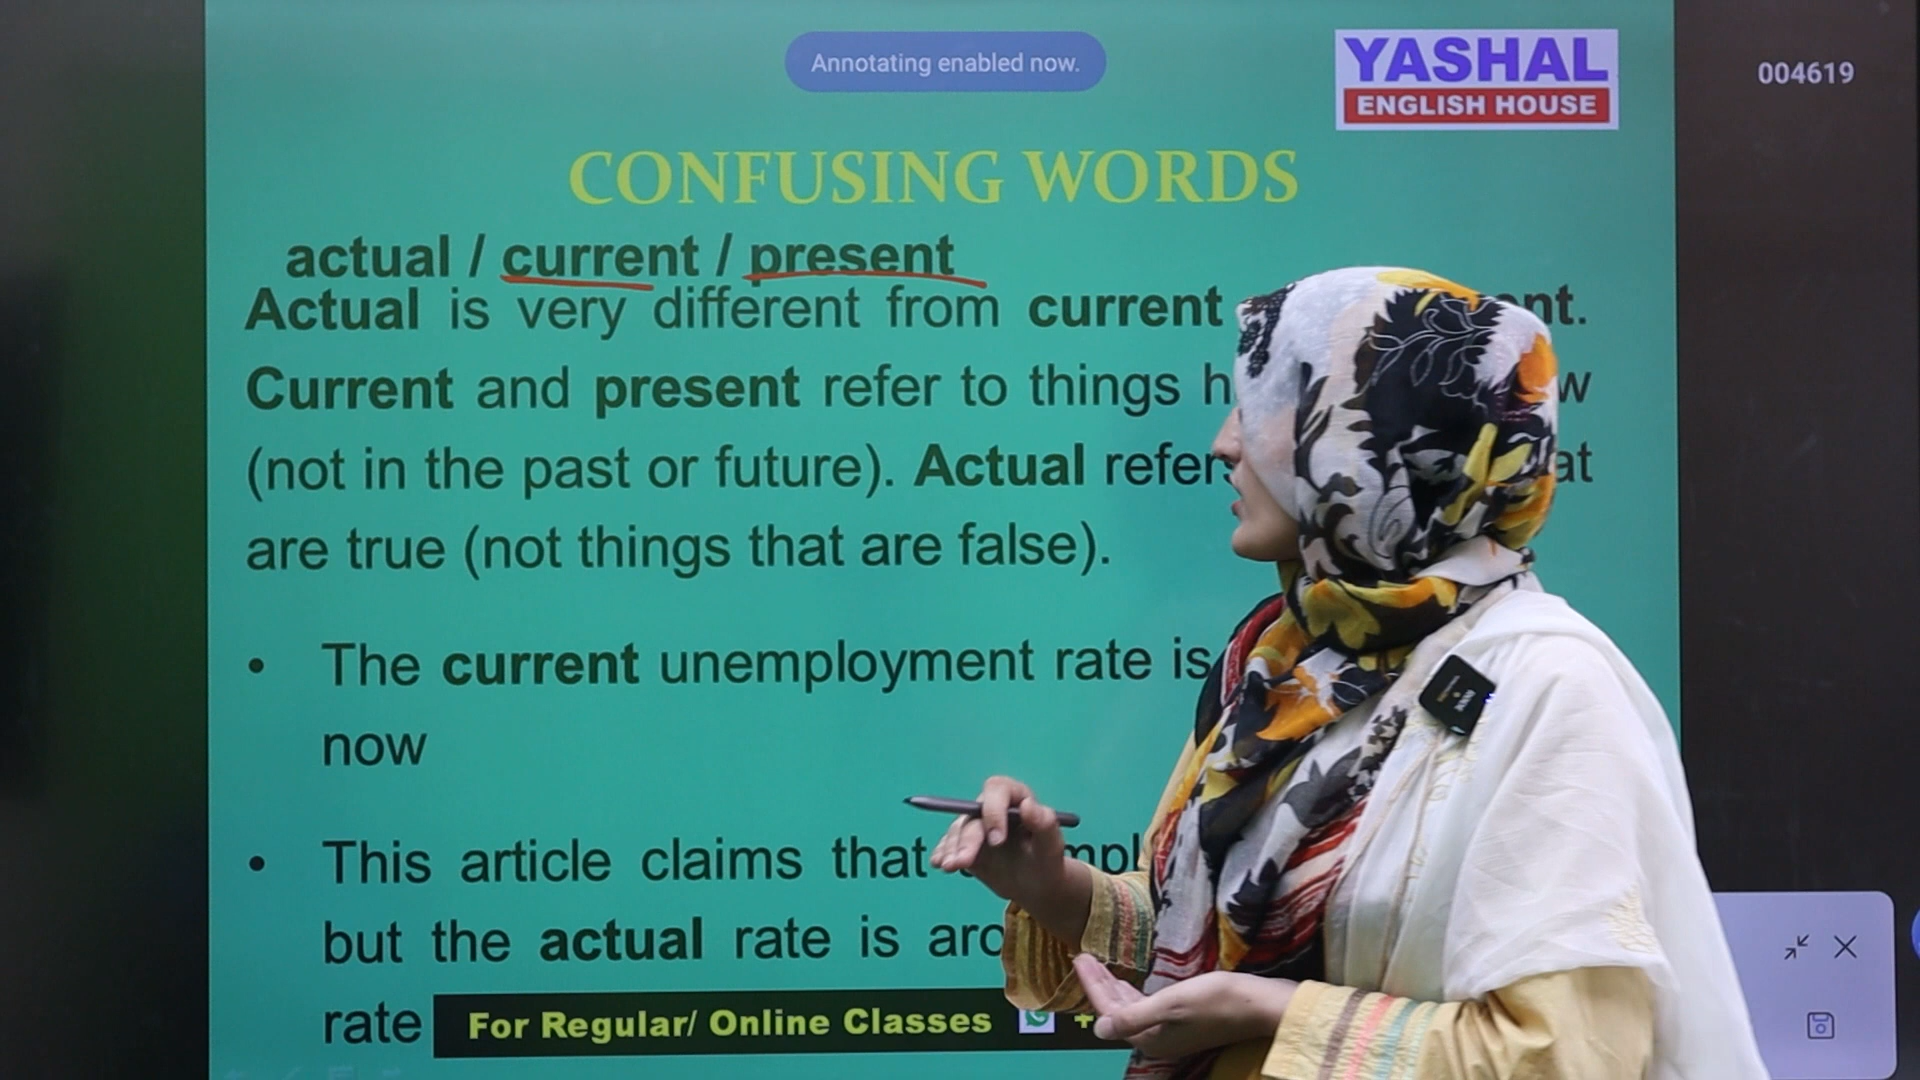 Annotating enabled now.
YASHAL
ENGLISH HOUSE
004619
CONFUSING WORDS
actual / current / present
Actual is very different from current
Current and present refer to things
(not in the past or future). Actual
are true (not things that are false).
• The current unemployment rate is
now
• This article claims that
but the actual rate is
rate
For Regular/ Online Classes